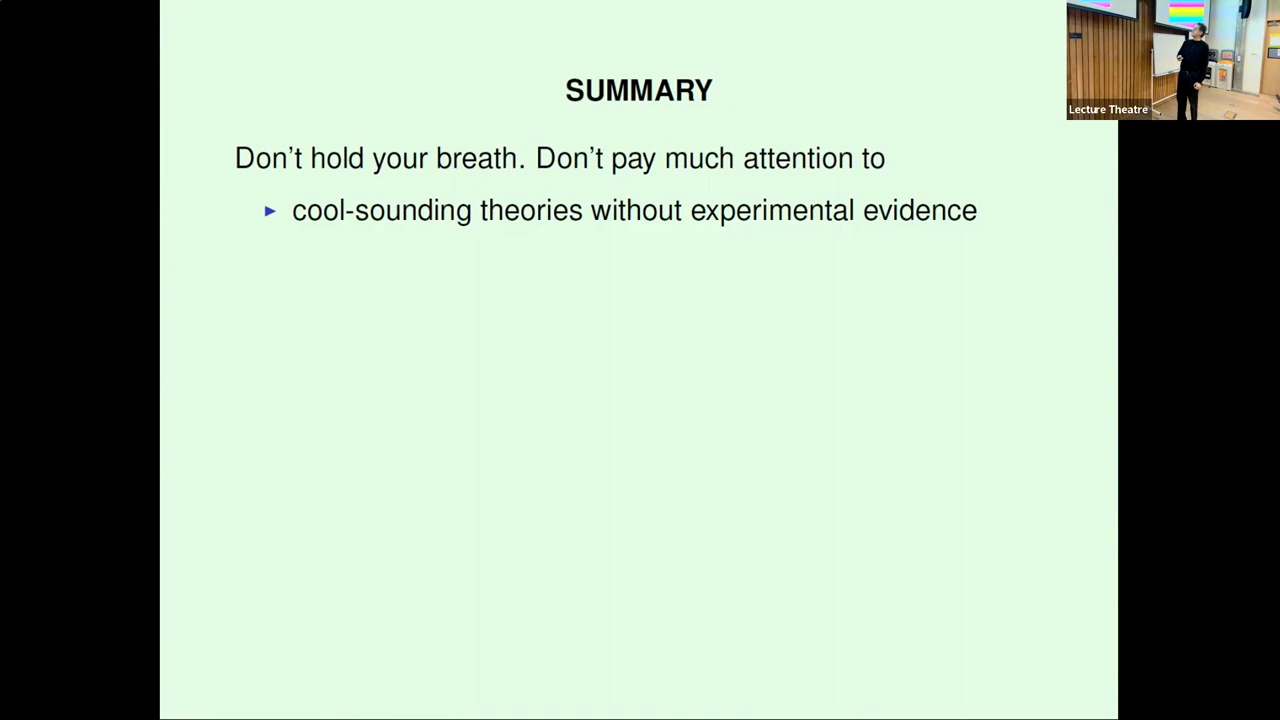 SUMMARY
Don’t hold your breath. Don’t pay much attention to
▶ cool-sounding theories without experimental evidence
Lecture Theatre